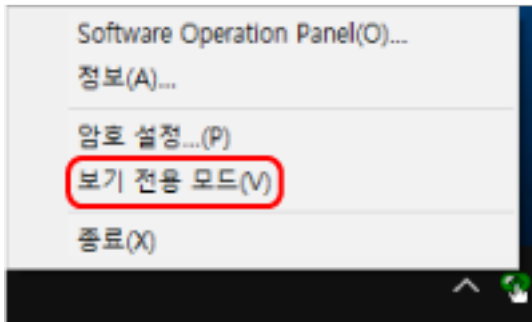 Software Operation Panel(O)...
정보(A)...
암호 설정...(P)
보기 전용 모드(V)
종료(X)